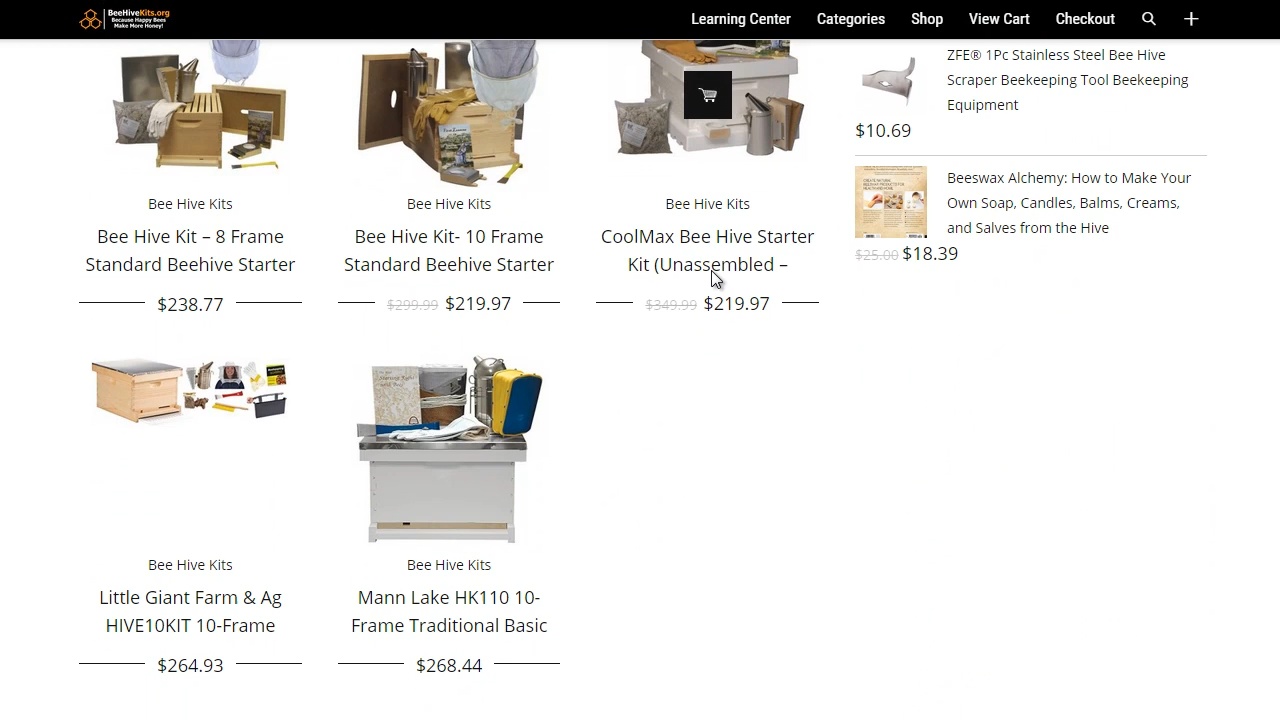 BeeHiveKits.org
Because Happy Bees
Make More Honey!
Learning Center
Categories
Shop
View Cart
Checkout
Bee Hive Kits
Bee Hive Kit – 8 Frame
Standard Beehive Starter
$238.77
Bee Hive Kits
Bee Hive Kit- 10 Frame
Standard Beehive Starter
$299.99 $219.97
Bee Hive Kits
CoolMax Bee Hive Starter
Kit (Unassembled –
$349.99 $219.97
Bee Hive Kits
Little Giant Farm & Ag
HIVE10KIT 10-Frame
$264.93
Bee Hive Kits
Mann Lake HK110 10-
Frame Traditional Basic
$268.44
ZFE® 1Pc Stainless Steel Bee Hive
Scraper Beekeeping Tool Beekeeping
Equipment
$10.69
Beeswax Alchemy: How to Make Your
Own Soap, Candles, Balms, Creams,
and Salves from the Hive
$25.00 $18.39